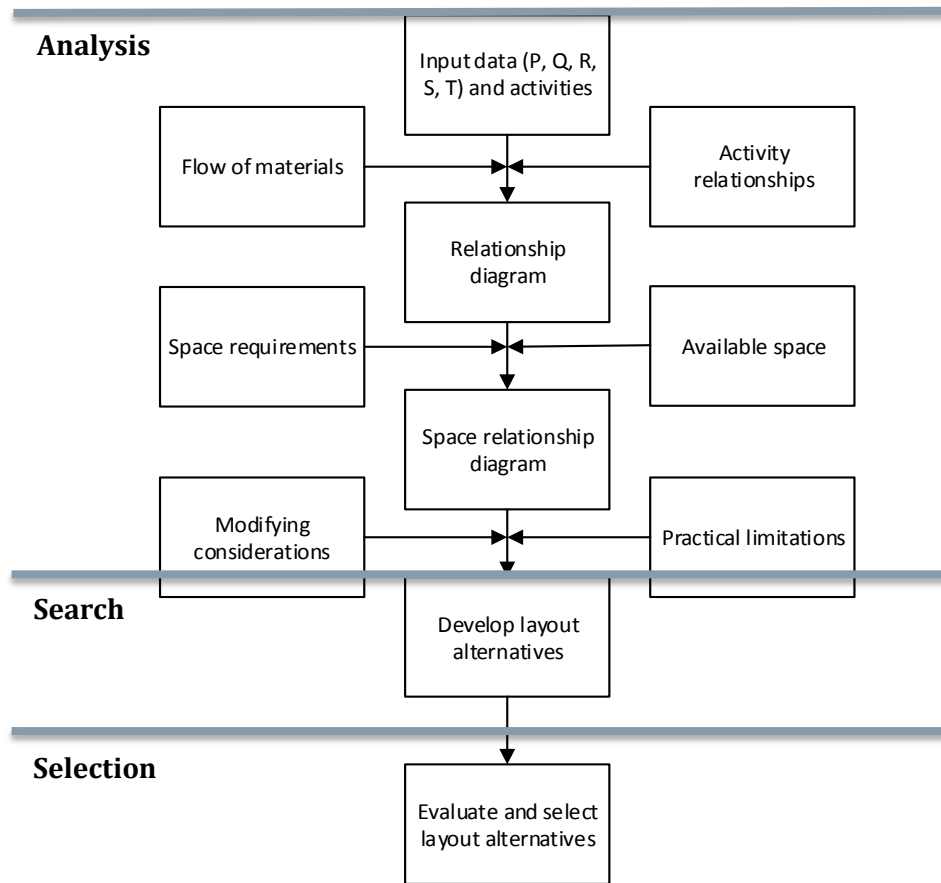 Analysis
Input data (P, Q, R,
S, T) and activities
Flow of materials
Activity
relationships
Relationship
diagram
Space requirements
Available space
Space relationship
diagram
Modifying
considerations
Practical limitations
Search
Develop layout
alternatives
Selection
Evaluate and select
layout alternatives